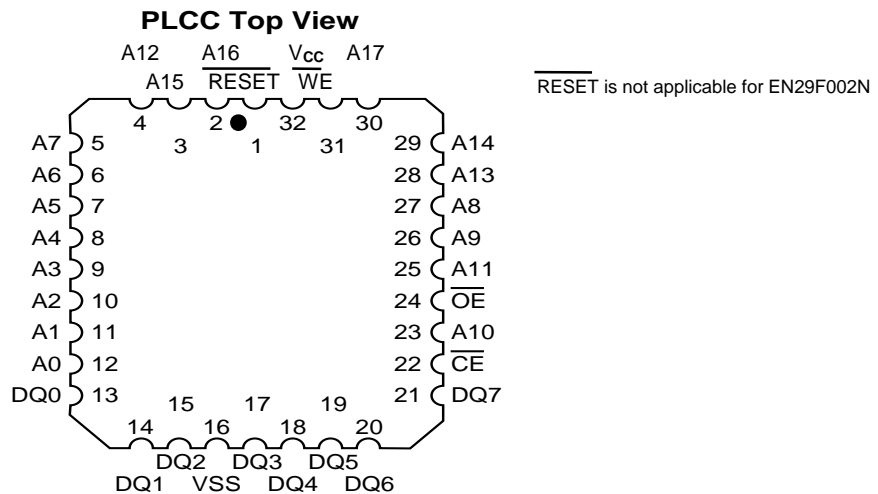 PLCC Top View
A12 A16 Vcc A17
A15 RESET WE
RESET is not applicable for EN29F002N
4 2 32 30
3 1 31
A7 5 29 A14
A6 6 28 A13
A5 7 27 A8
A4 8 26 A9
A3 9 25 A11
A2 10 24 OE
A1 11 23 A10
A0 12 22 CE
DQ0 13 21 DQ7
15 17 19
14 16 18 20
DQ2 DQ3 DQ5
DQ1 VSS DQ4 DQ6